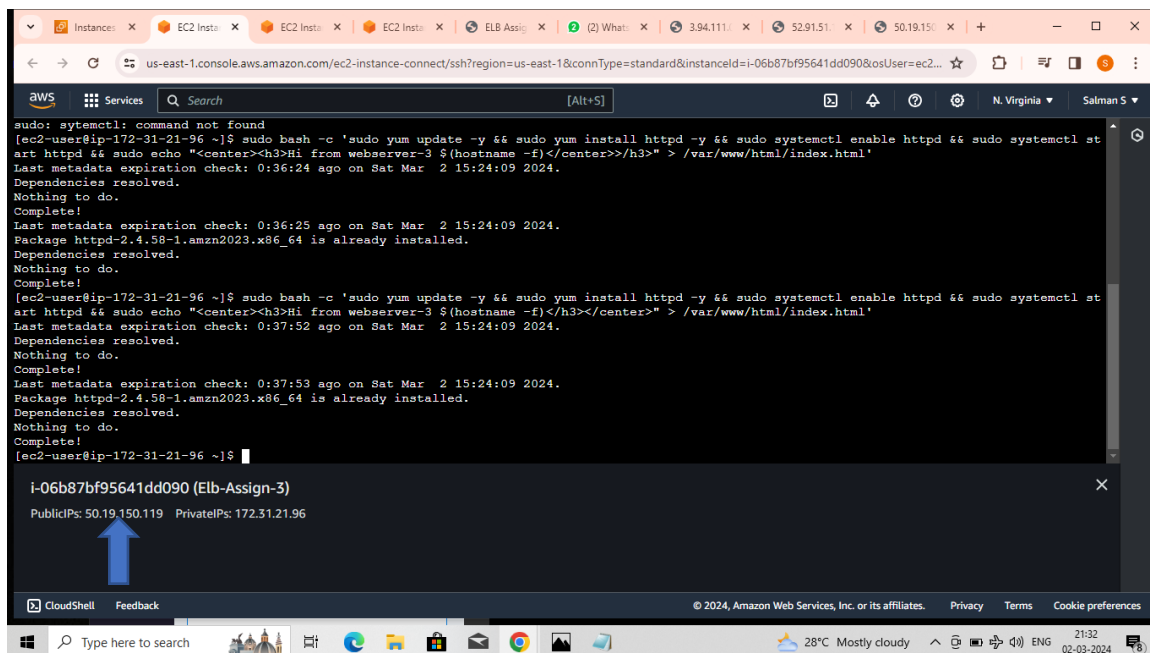 Instances
EC2 Insta
EC2 Insta
EC2 Insta
ELB Assig
(2) Whats
3.94.111.
52.91.51.
50.19.150
us-east-1.console.aws.amazon.com/ec2-instance-connect/ssh?region=us-east-1&connType=standard&instanceId=i-06b87bf95641dd090&osUser=ec2...
aws Services Search [Alt+S] N. Virginia Salman S
sudo: sytemctl: command not found
[ec2-user@ip-172-31-21-96 ~]$ sudo bash -c 'sudo yum update -y && sudo yum install httpd -y && sudo systemctl enable httpd && sudo systemctl st
art httpd && sudo echo "<center><h3>Hi from webserver-3 $(hostname -f)</center>>/h3>" > /var/www/html/index.html'
Last metadata expiration check: 0:36:24 ago on Sat Mar  2 15:24:09 2024.
Dependencies resolved.
Nothing to do.
Complete!
Last metadata expiration check: 0:36:25 ago on Sat Mar  2 15:24:09 2024.
Package httpd-2.4.58-1.amzn2023.x86_64 is already installed.
Dependencies resolved.
Nothing to do.
Complete!
[ec2-user@ip-172-31-21-96 ~]$ sudo bash -c 'sudo yum update -y && sudo yum install httpd -y && sudo systemctl enable httpd && sudo systemctl st
art httpd && sudo echo "<center><h3>Hi from webserver-3 $(hostname -f)</h3></center>" > /var/www/html/index.html'
Last metadata expiration check: 0:37:52 ago on Sat Mar  2 15:24:09 2024.
Dependencies resolved.
Nothing to do.
Complete!
Last metadata expiration check: 0:37:53 ago on Sat Mar  2 15:24:09 2024.
Package httpd-2.4.58-1.amzn2023.x86_64 is already installed.
Dependencies resolved.
Nothing to do.
Complete!
[ec2-user@ip-172-31-21-96 ~]$
i-06b87bf95641dd090 (Elb-Assign-3)
PublicIPs: 50.19.150.119 PrivateIPs: 172.31.21.96
CloudShell Feedback © 2024, Amazon Web Services, Inc. or its affiliates. Privacy Terms Cookie preferences
Type here to search 28°C Mostly cloudy ENG 21:32
02-03-2024